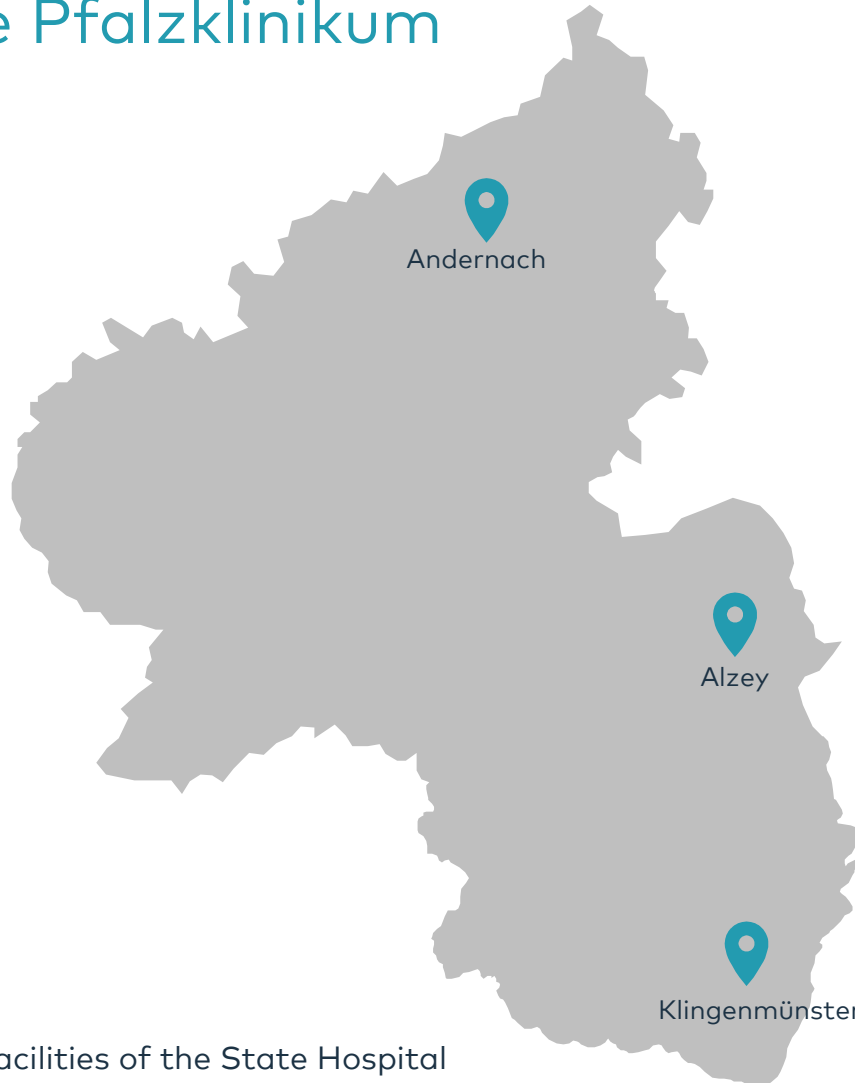 e Pfalzklinikum
Andernach
Alzey
Klingenmünster
acilities of the State Hospital